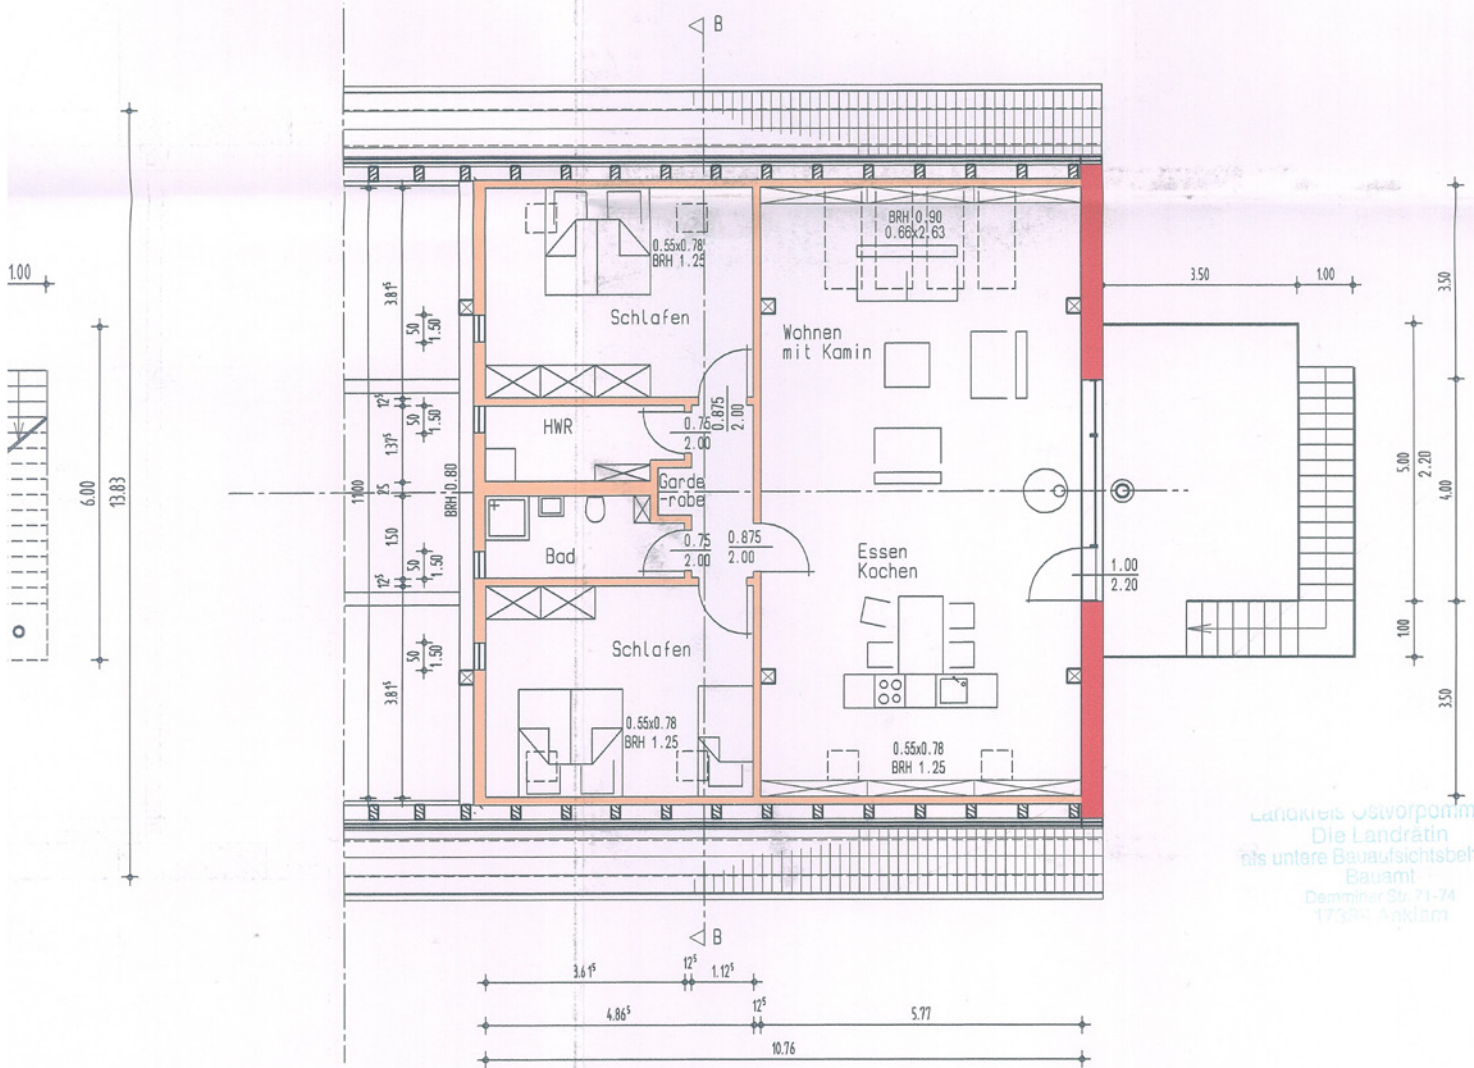 B
1.00
6.00
13.83
11.00
3.81⁵
50
1.50
12⁵
50
1.50
1.37⁵
25
BRH 0.80
1.50
50
1.50
12⁵
50
1.50
3.81⁵
0.55x0.78
BRH 1.25
Schlafen
BRH 0.90
0.66x2.63
Wohnen
mit Kamin
HWR
0.75
2.00
0.875
2.00
Garde
-robe
Bad
0.75
2.00
0.875
2.00
Essen
Kochen
1.00
2.20
Schlafen
0.55x0.78
BRH 1.25
0.55x0.78
BRH 1.25
3.50
1.00
3.50
5.00
2.20
4.00
1.00
3.50
Landkreis Ostvorpomm
Die Landrätin
als untere Bauaufsichtsbeh
Bauamt
Demminer Str. 71-74
Anklam
B
3.61⁵
12⁵
1.12⁵
4.86⁵
12⁵
5.77
10.76